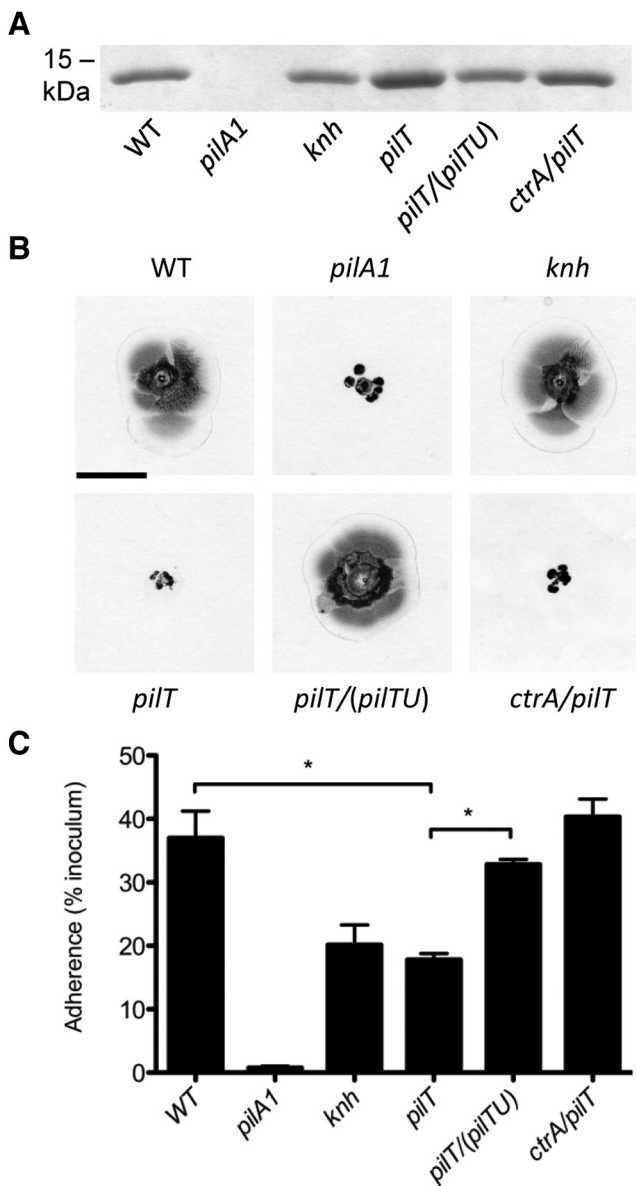 A
15 –
kDa
WT
pilA1
knh
pilT
pilT/(pilTU)
ctrA/pilT
B
WT pilA1 knh
pilT pilT/(pilTU) ctrA/pilT
C
Adherence (% inoculum)
50
40
30
20
10
0
*
*
WT
pilA1
knh
pilT
pilT/(pilTU)
ctrA/pilT